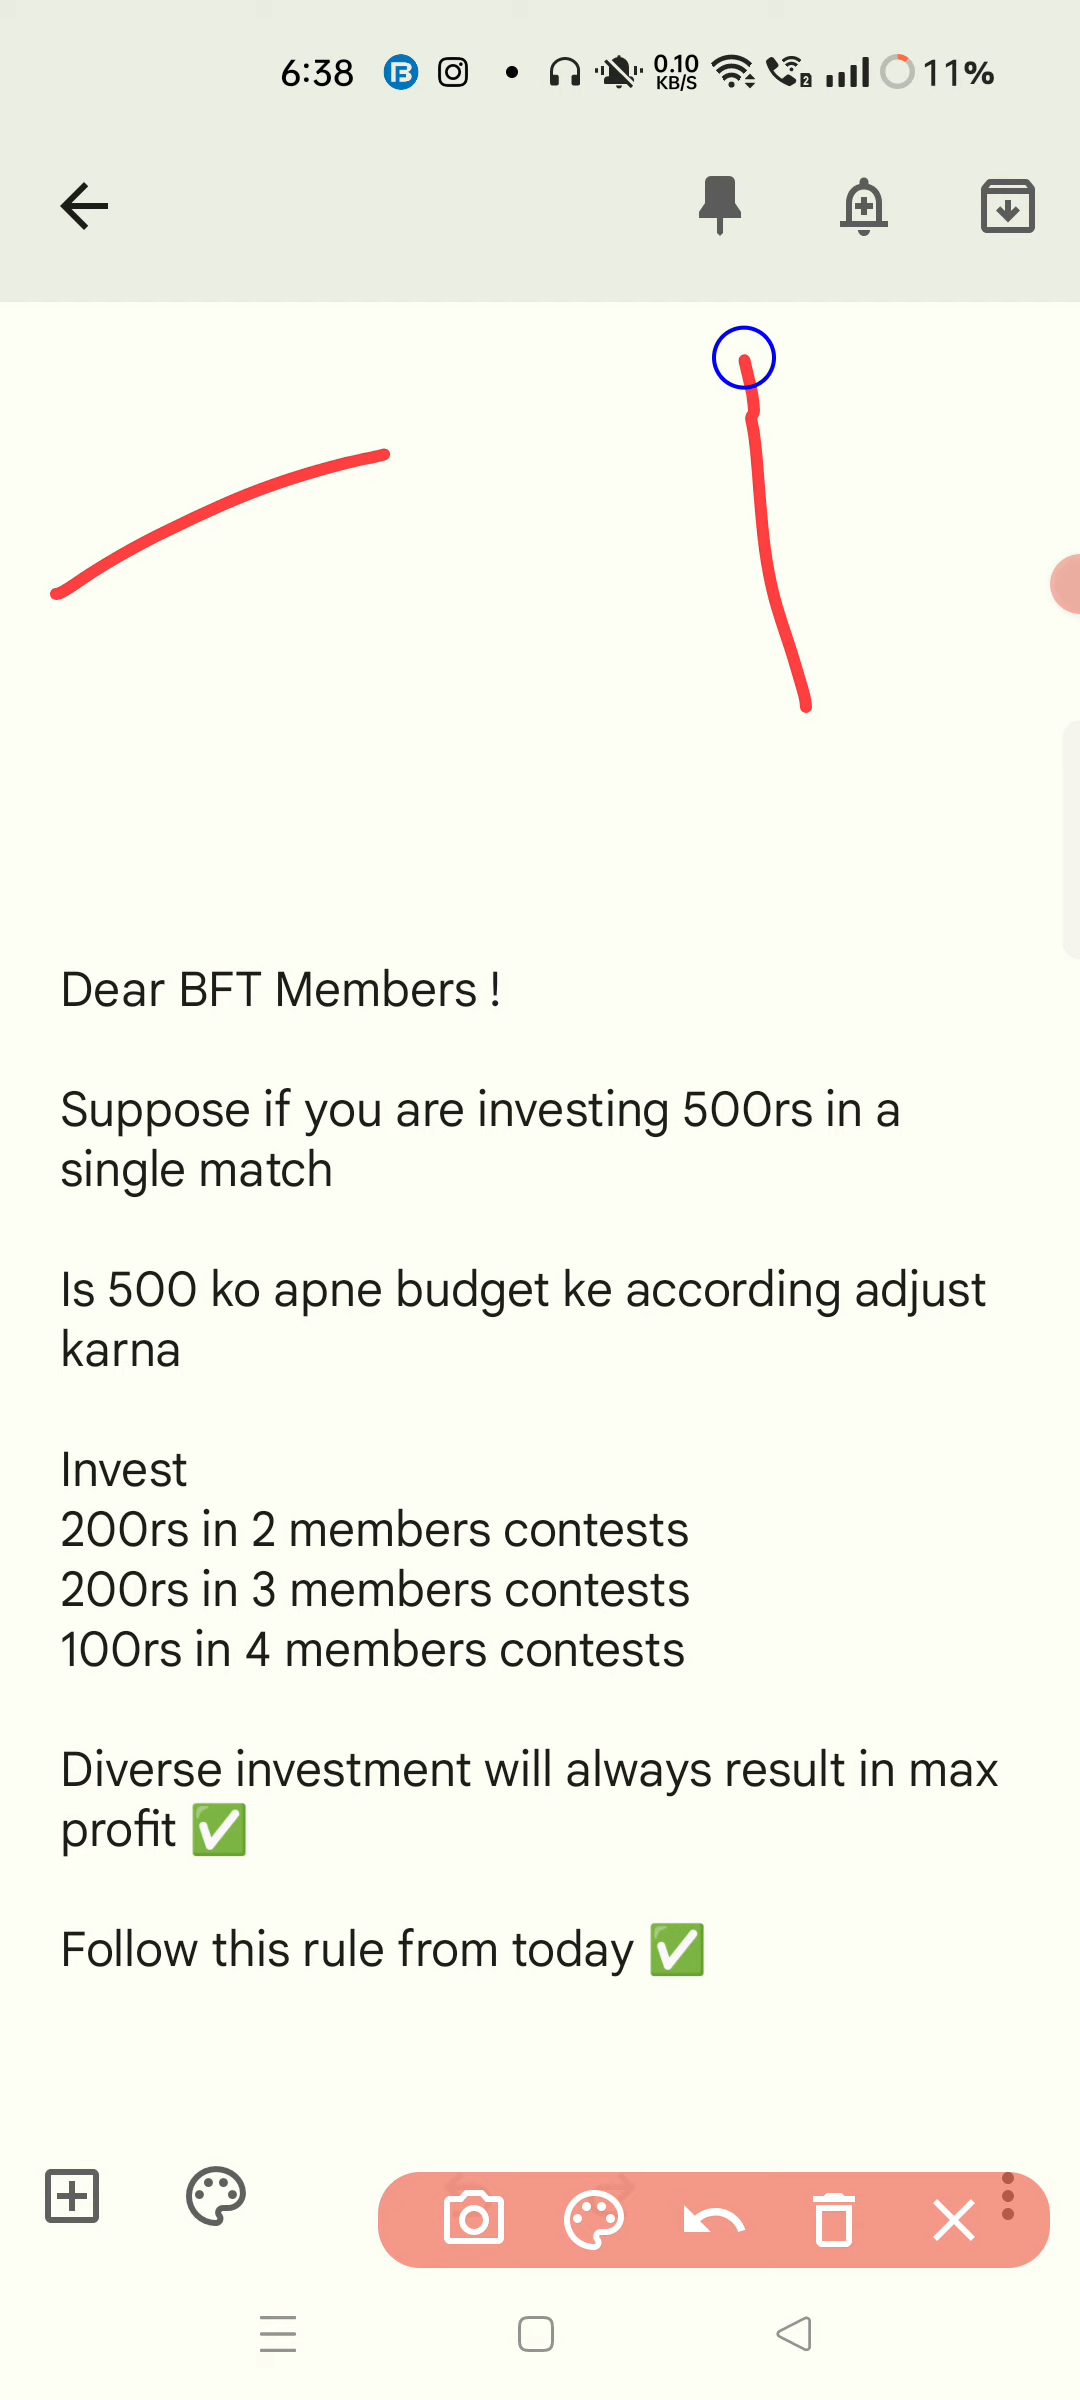 6:38
0.10
KB/S
2
11%
Dear BFT Members !
Suppose if you are investing 500rs in a
single match
Is 500 ko apne budget ke according adjust
karna
Invest
200rs in 2 members contests
200rs in 3 members contests
100rs in 4 members contests
Diverse investment will always result in max
profit ✅
Follow this rule from today ✅